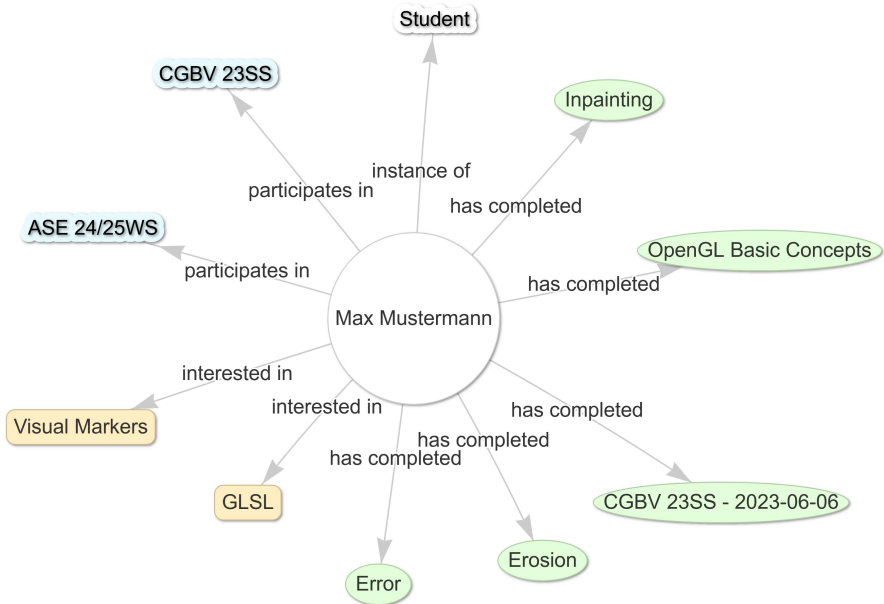 Student
CGBV 23SS
Inpainting
instance of
participates in
has completed
ASE 24/25WS
OpenGL Basic Concepts
participates in
has completed
Max Mustermann
interested in
Visual Markers
interested in
has completed
has completed
has completed
GLSL
CGBV 23SS - 2023-06-06
Erosion
Error